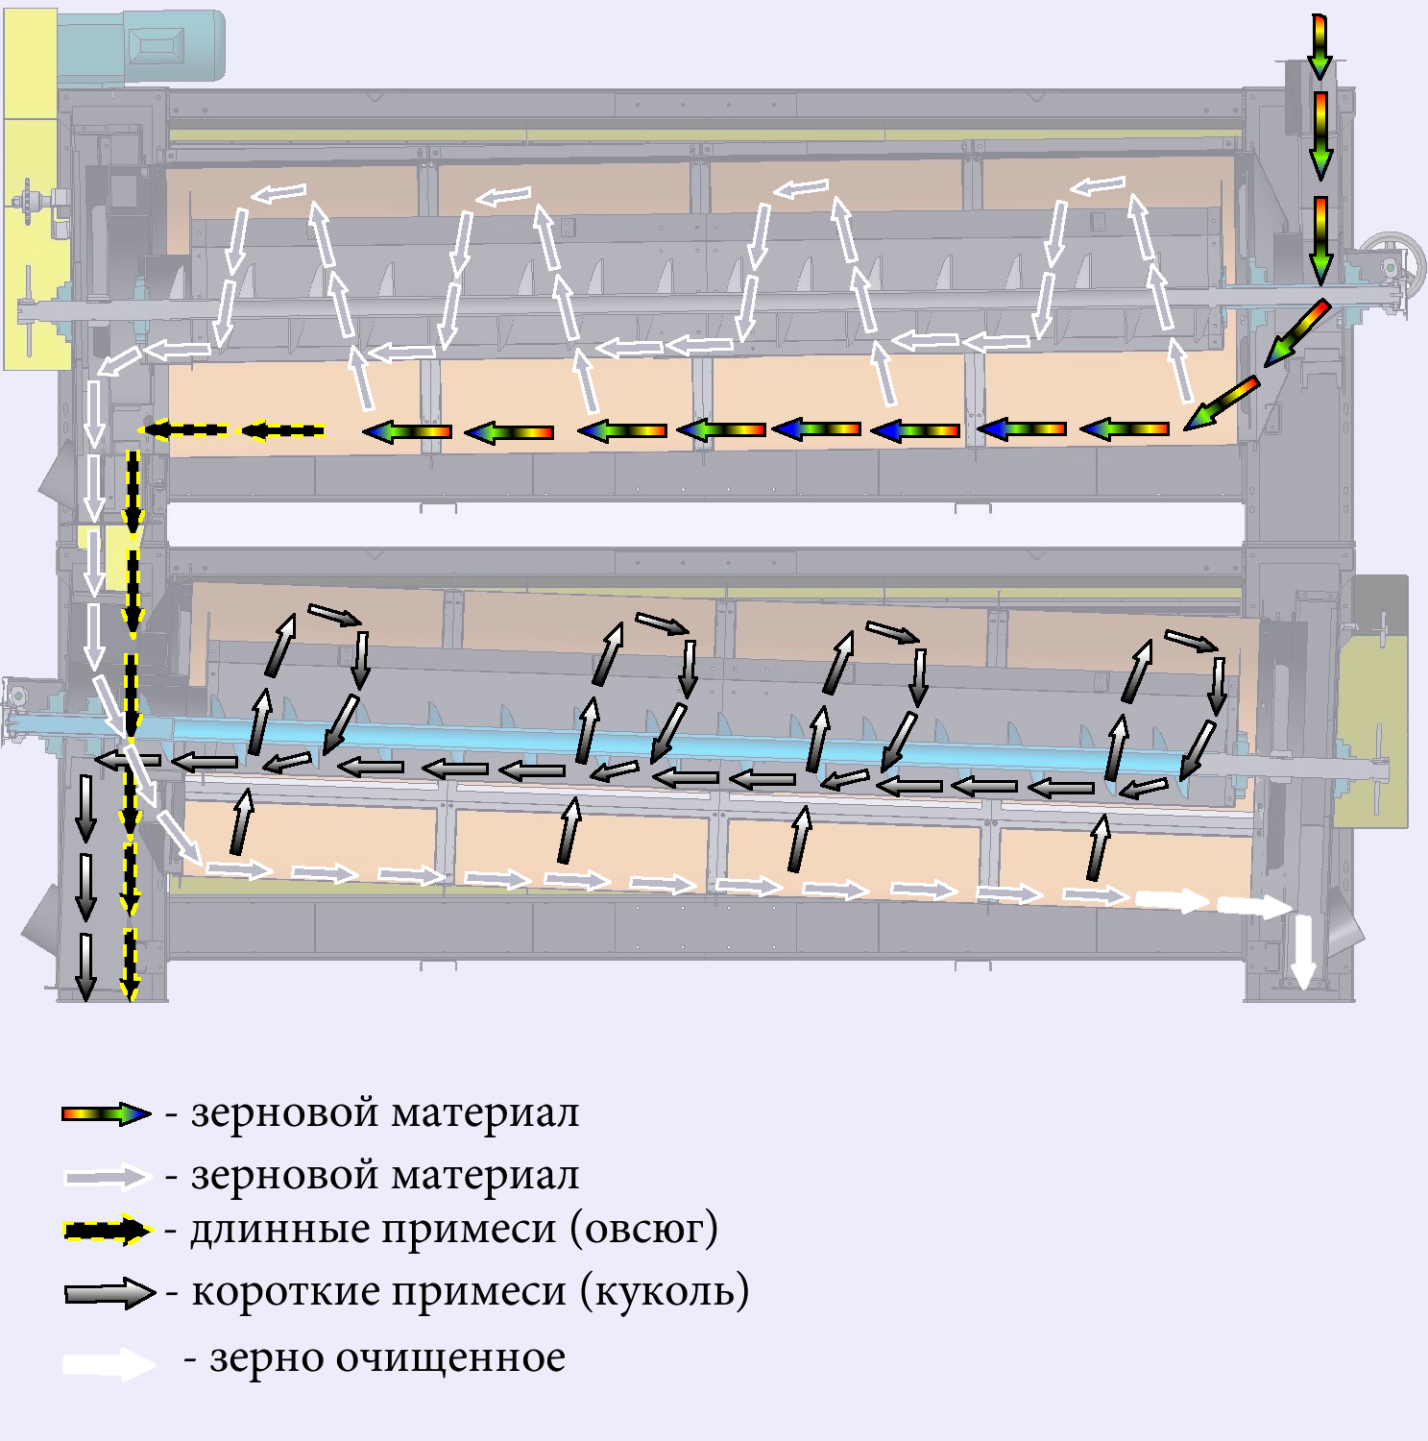 - зерновой материал
- зерновой материал
- длинные примеси (овсюг)
- короткие примеси (куколь)
- зерно очищенное